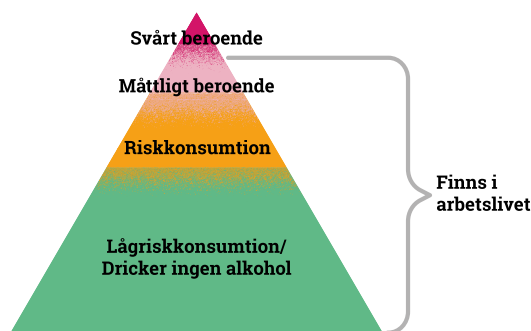 Svårt beroende
Måttligt beroende
Riskkonsumtion
Finns i
arbetslivet
Lågriskkonsumtion/
Dricker ingen alkohol